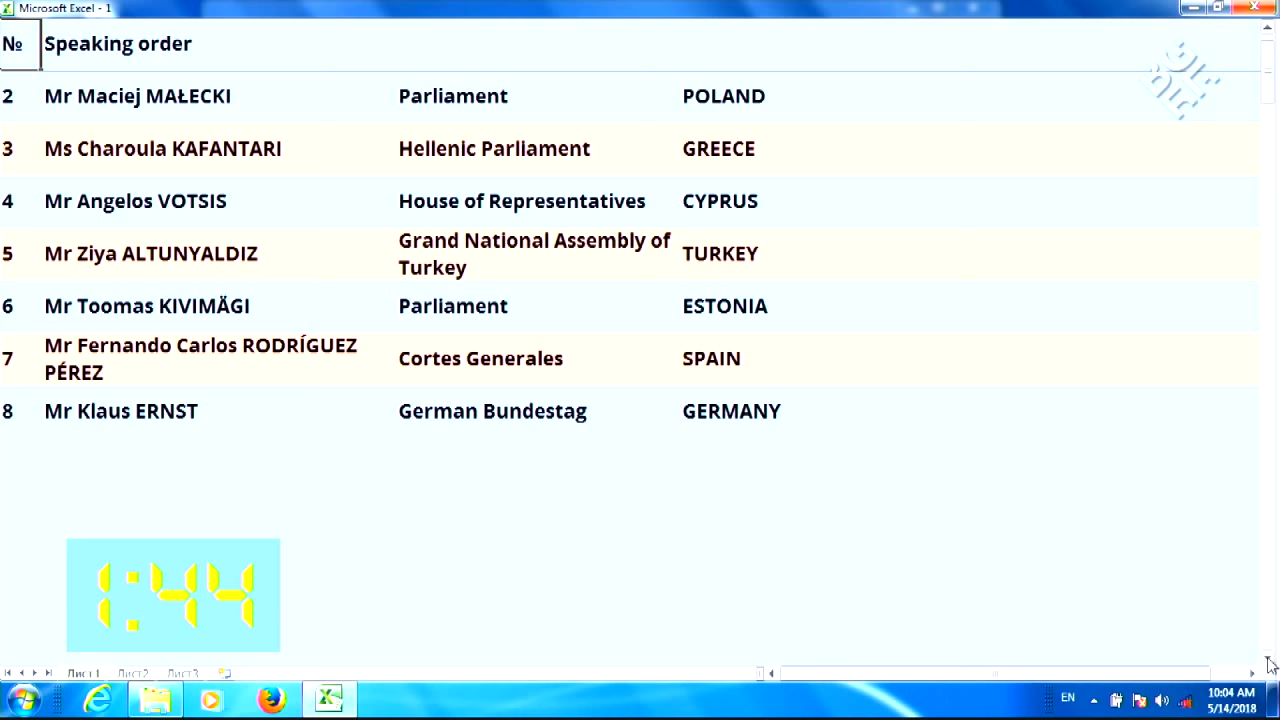 Microsoft Excel - 1
№ Speaking order
2 Mr Maciej MAŁECKI Parliament POLAND
3 Ms Charoula KAFANTARI Hellenic Parliament GREECE
4 Mr Angelos VOTSIS House of Representatives CYPRUS
5 Mr Ziya ALTUNYALDIZ Grand National Assembly of Turkey TURKEY
6 Mr Toomas KIVIMÄGI Parliament ESTONIA
7 Mr Fernando Carlos RODRÍGUEZ PÉREZ Cortes Generales SPAIN
8 Mr Klaus ERNST German Bundestag GERMANY
1:44
Лист1 Лист2 Лист3
EN 10:04 AM
5/14/2018